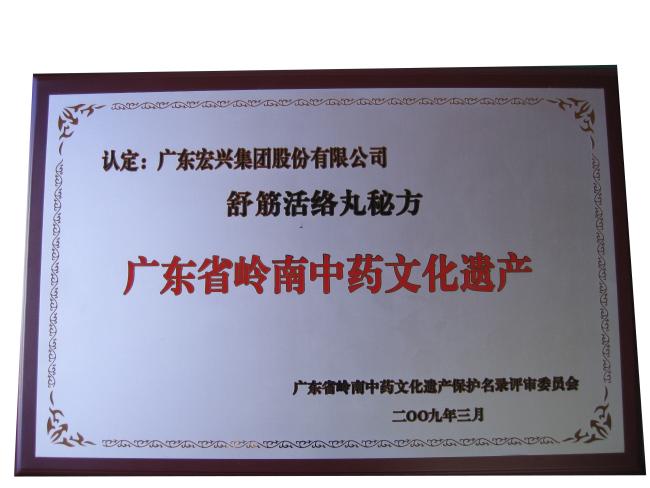 认定：广东宏兴集团股份有限公司
舒筋活络丸秘方
广东省岭南中药文化遗产
广东省岭南中药文化遗产保护名录评审委员会
二〇〇九年三月